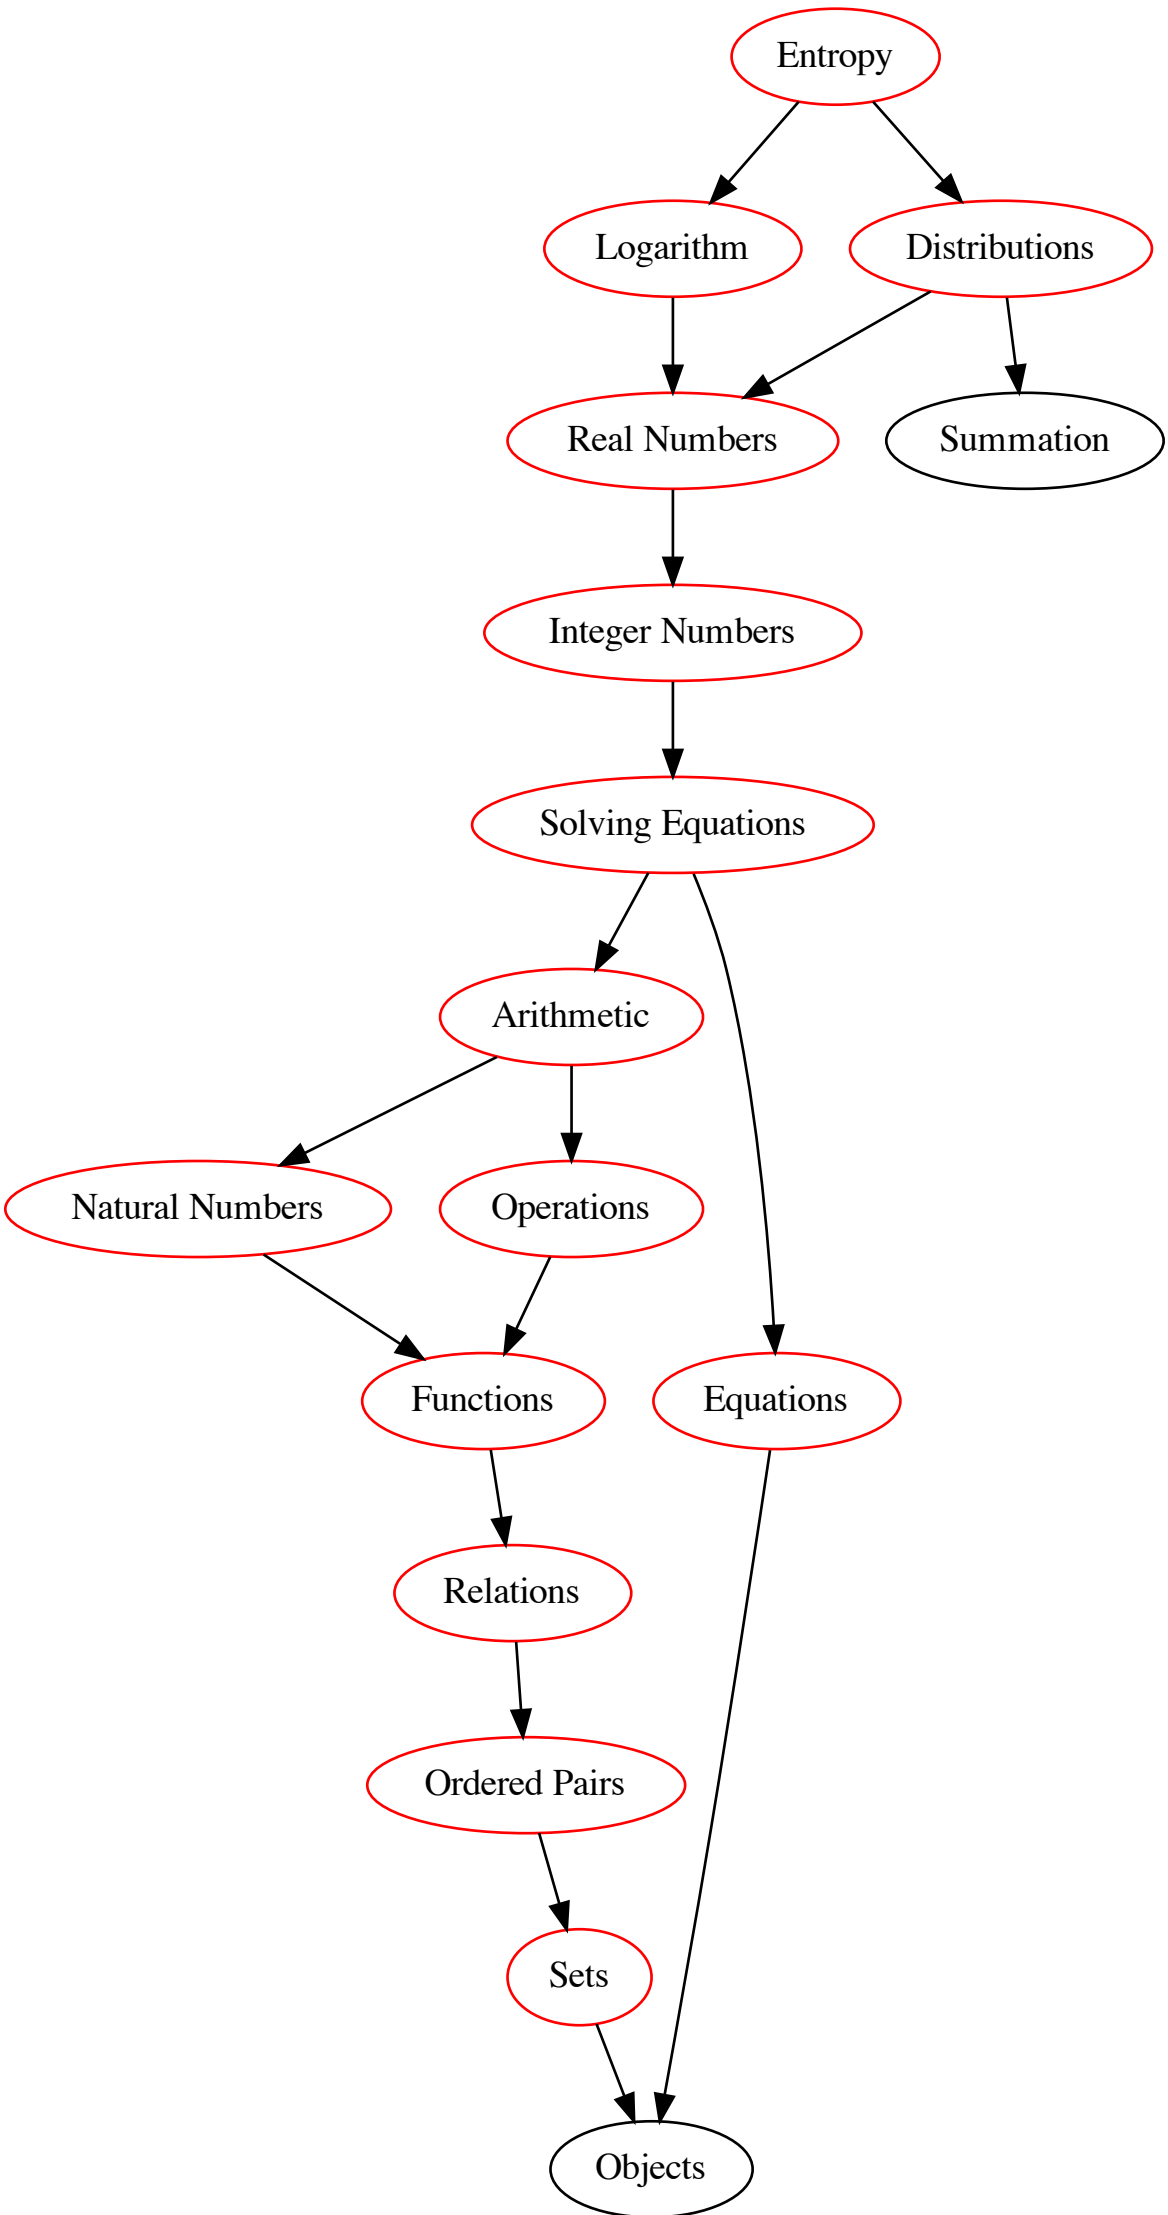 Entropy
Logarithm
Distributions
Real Numbers
Summation
Integer Numbers
Solving Equations
Arithmetic
Natural Numbers
Operations
Functions
Equations
Relations
Ordered Pairs
Sets
Objects